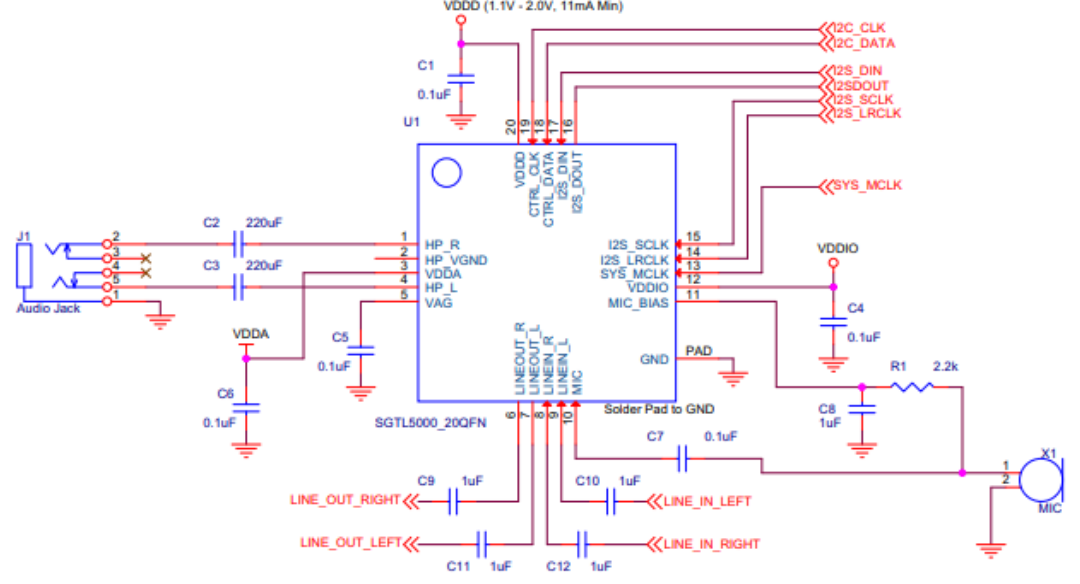 VDDD (1.1V - 2.0V, 11mA Min)
I2C_CLK
I2C_DATA
C1
0.1uF
I2S_DIN
I2SDOUT
I2S_SCLK
I2S_LRCLK
U1
20
19
18
17
16
VDDD
CTRL_CLK
CTRL_DATA
I2S_DIN
I2S_DOUT
SYS_MCLK
J1
Audio Jack
2
3
4
5
1
C2 220uF
C3 220uF
1 HP_R
2 HP_VGND
3 VDDA
4 HP_L
5 VAG
I2S_SCLK 15
I2S_LRCLK 14
SYS_MCLK 13
VDDIO 12
MIC_BIAS 11
GND PAD
VDDIO
C4
0.1uF
VDDA
C5
0.1uF
C6
0.1uF
LINEOUT_R
LINEOUT_L
LINEIN_R
LINEIN_L
MIC
6
7
8
9
10
SGTL5000_20QFN
Solder Pad to GND
R1 2.2k
C8
1uF
C7 0.1uF
X1
1
2
MIC
C9 1uF
LINE_OUT_RIGHT
C10 1uF
LINE_IN_LEFT
LINE_OUT_LEFT
C11 1uF
LINE_IN_RIGHT
C12 1uF